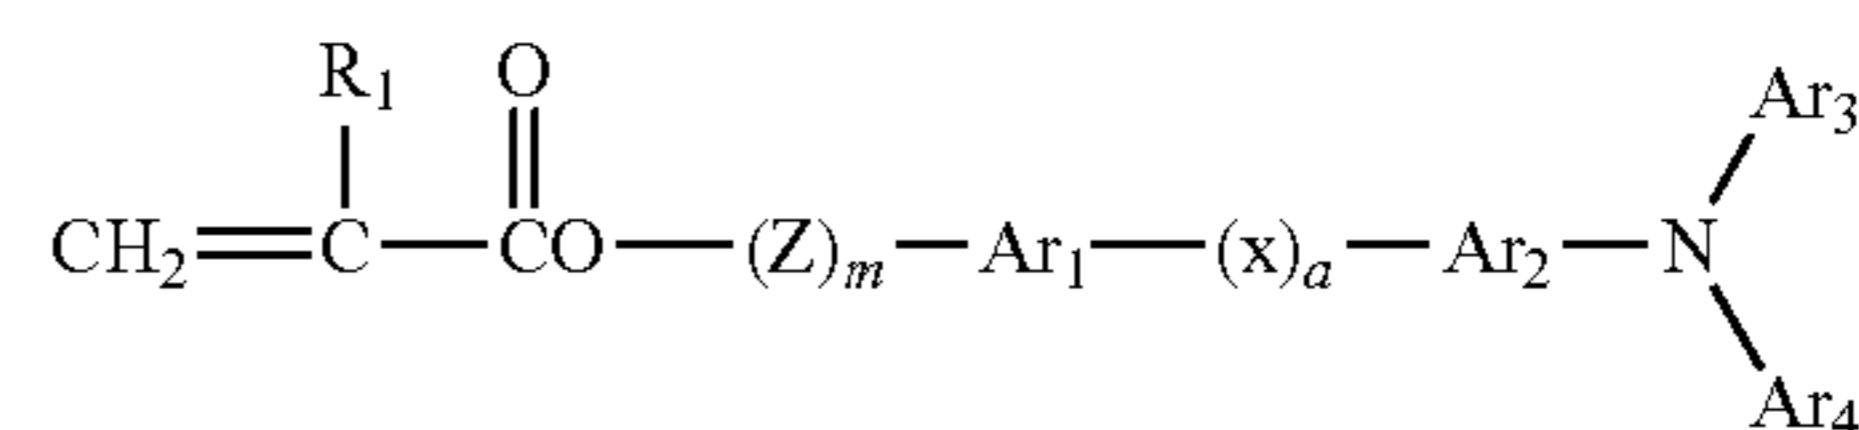 R1 O Ar3
CH2=C—CO—(Z)m—Ar1—(x)a—Ar2—N
Ar4